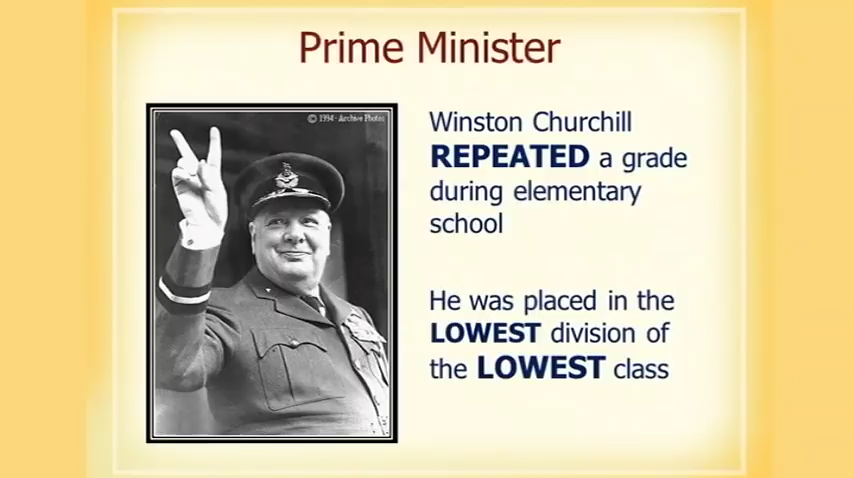 Prime Minister
© 1994 - Archive Photos
Winston Churchill
REPEATED a grade
during elementary
school
He was placed in the
LOWEST division of
the LOWEST class